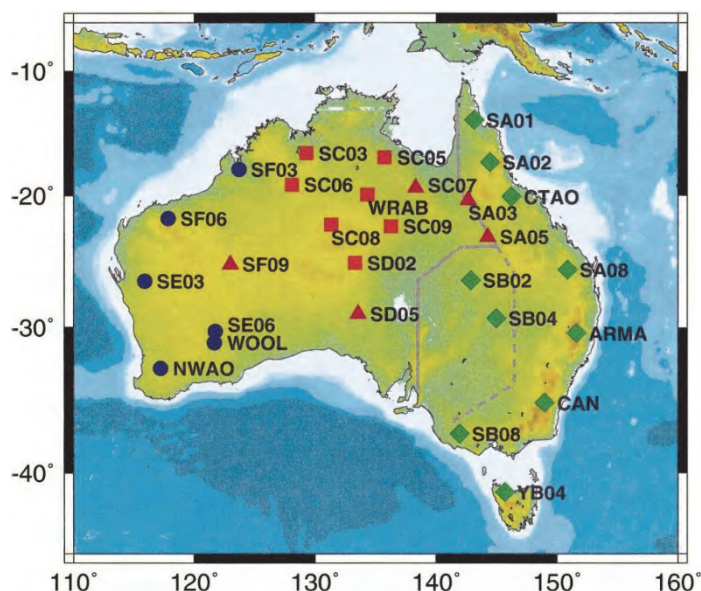 -10°
-20°
-30°
-40°
SA01
SF03
SC03
SC05
SA02
SC06
SC07
CTAO
WRAB
SA03
SF06
SC08
SC09
SA05
SF09
SD02
SA08
SE03
SB02
SD05
SB04
SE06
WOOL
ARMA
NWAO
CAN
SB08
YB04
110° 120° 130° 140° 150° 160°